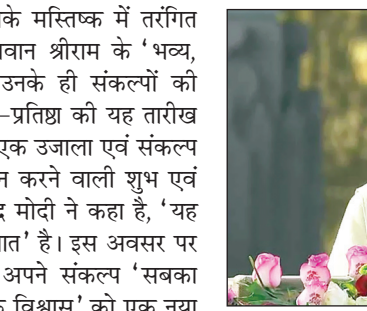 के मस्तिष्क में तरंगित
वान श्रीराम के ‘भव्य,
उनके ही संकल्पों की
-प्रतिष्ठा की यह तारीख
एक उजाला एवं संकल्प
न करने वाली शुभ एवं
द्र मोदी ने कहा है, ‘यह
ात’ है। इस अवसर पर
अपने संकल्प ‘सबका
विश्वास’ को एक नया